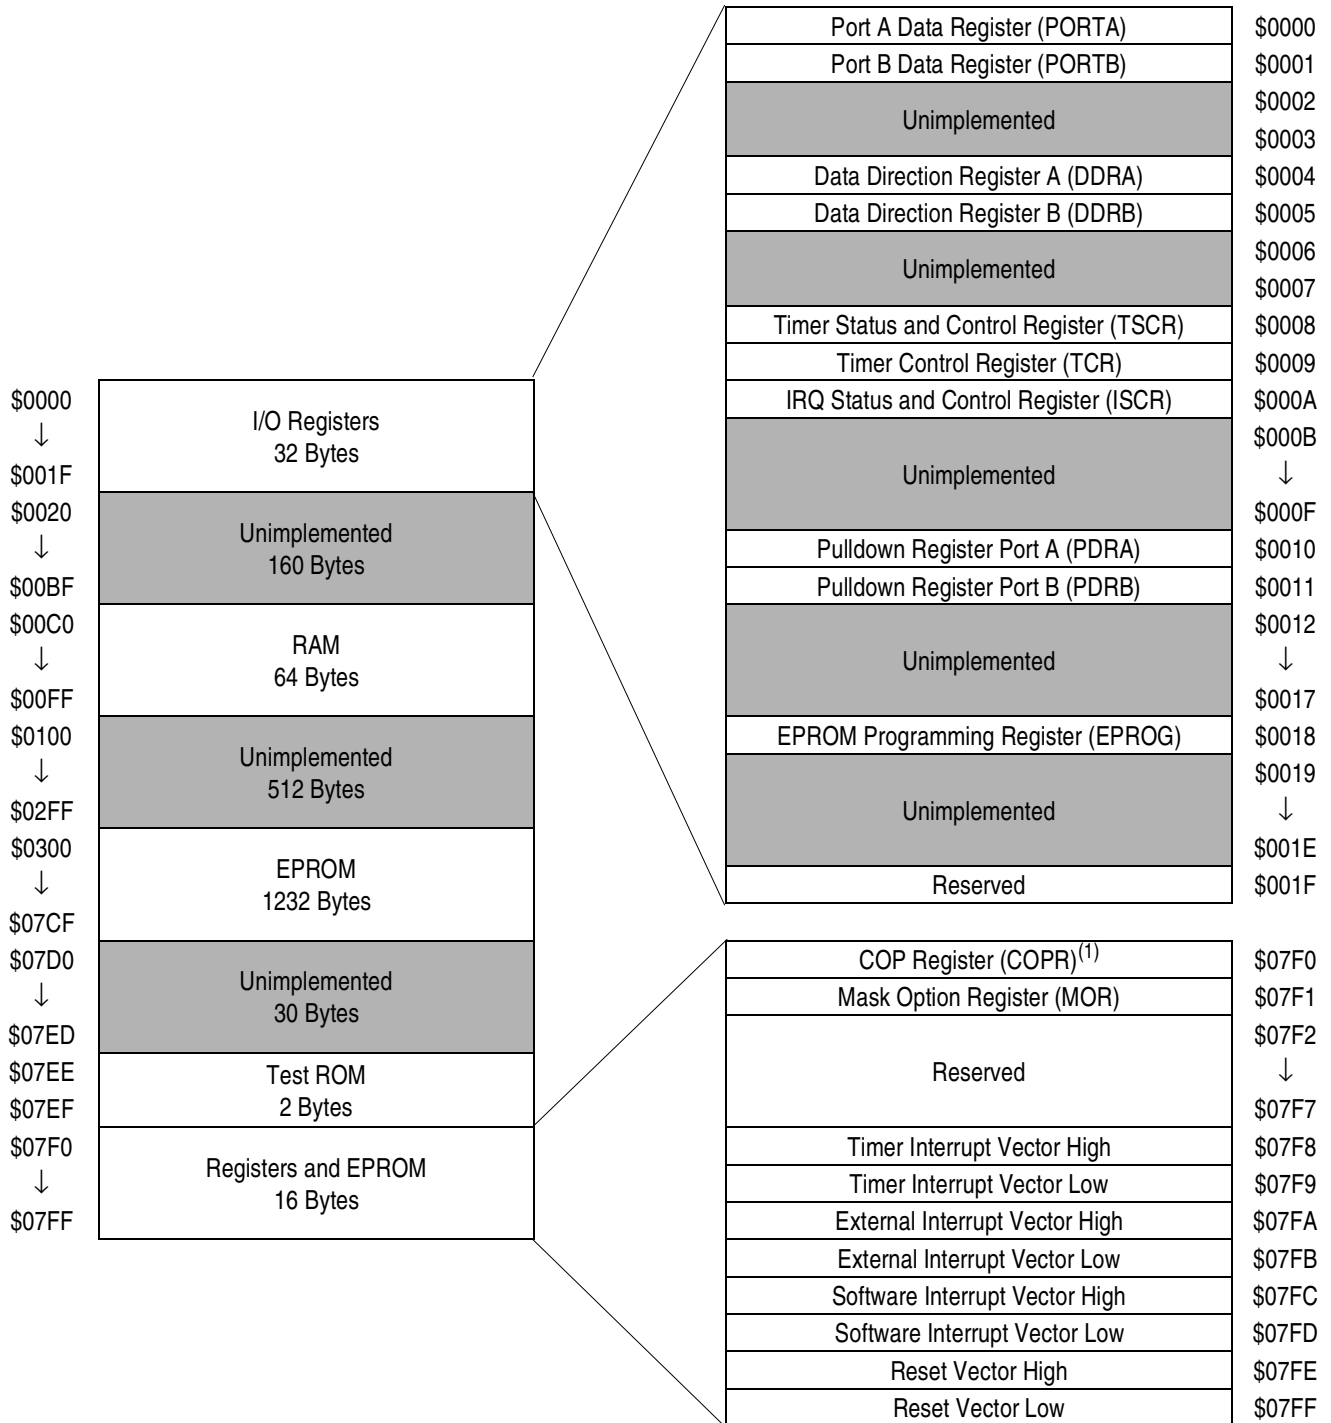 $0000
↓
$001F
I/O Registers
32 Bytes
$0020
↓
$00BF
Unimplemented
160 Bytes
$00C0
↓
$00FF
RAM
64 Bytes
$0100
↓
$02FF
Unimplemented
512 Bytes
$0300
↓
$07CF
EPROM
1232 Bytes
$07D0
↓
$07ED
Unimplemented
30 Bytes
$07EE
$07EF
Test ROM
2 Bytes
$07F0
↓
$07FF
Registers and EPROM
16 Bytes
Port A Data Register (PORTA) $0000
Port B Data Register (PORTB) $0001
Unimplemented
$0002
$0003
Data Direction Register A (DDRA) $0004
Data Direction Register B (DDRB) $0005
Unimplemented
$0006
$0007
Timer Status and Control Register (TSCR) $0008
Timer Control Register (TCR) $0009
IRQ Status and Control Register (ISCR) $000A
Unimplemented
$000B
↓
$000F
Pulldown Register Port A (PDRA) $0010
Pulldown Register Port B (PDRB) $0011
Unimplemented
$0012
↓
$0017
EPROM Programming Register (EPROG) $0018
Unimplemented
$0019
↓
$001E
Reserved $001F
COP Register (COPR)(1) $07F0
Mask Option Register (MOR) $07F1
Reserved
$07F2
↓
$07F7
Timer Interrupt Vector High $07F8
Timer Interrupt Vector Low $07F9
External Interrupt Vector High $07FA
External Interrupt Vector Low $07FB
Software Interrupt Vector High $07FC
Software Interrupt Vector Low $07FD
Reset Vector High $07FE
Reset Vector Low $07FF